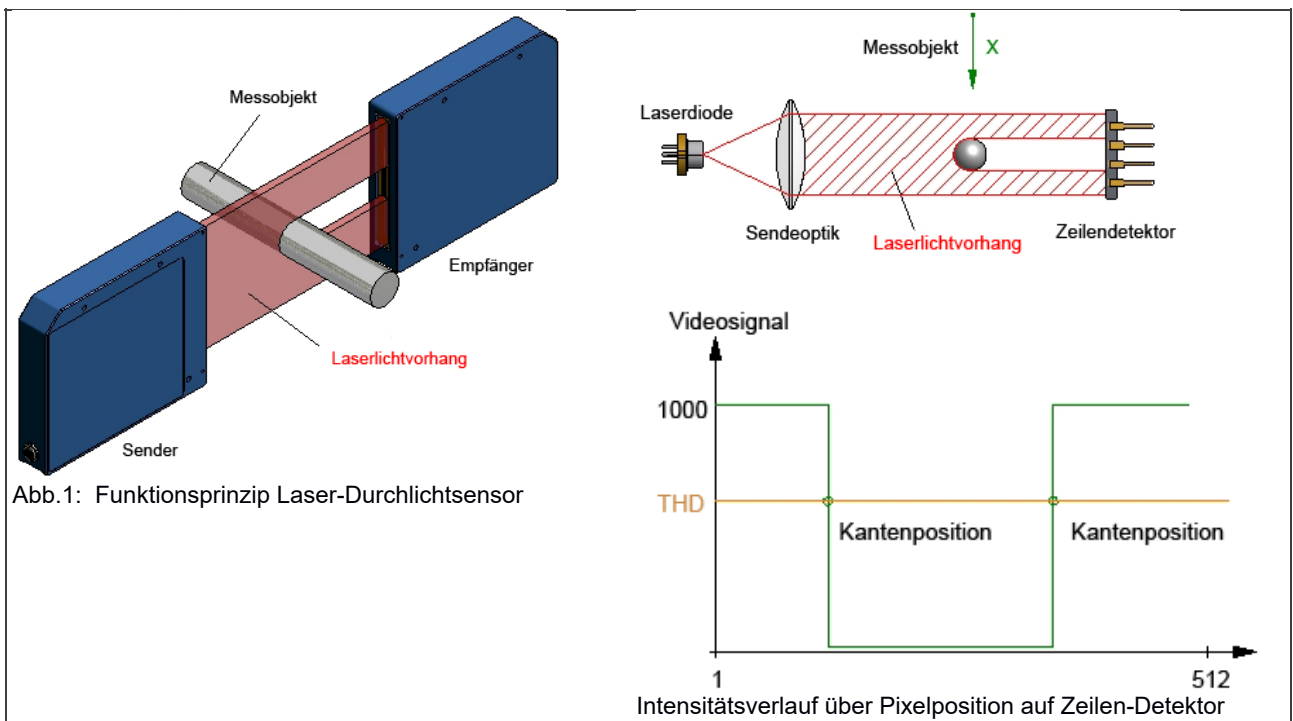 Messobjekt
Empfänger
Laserlichtvorhang
Sender
Abb.1: Funktionsprinzip Laser-Durchlichtsensor
Messobjekt X
Laserdiode
Sendeoptik
Laserlichtvorhang
Zeilendetektor
Videosignal
1000
THD
Kantenposition Kantenposition
1 512
Intensitätsverlauf über Pixelposition auf Zeilen-Detektor